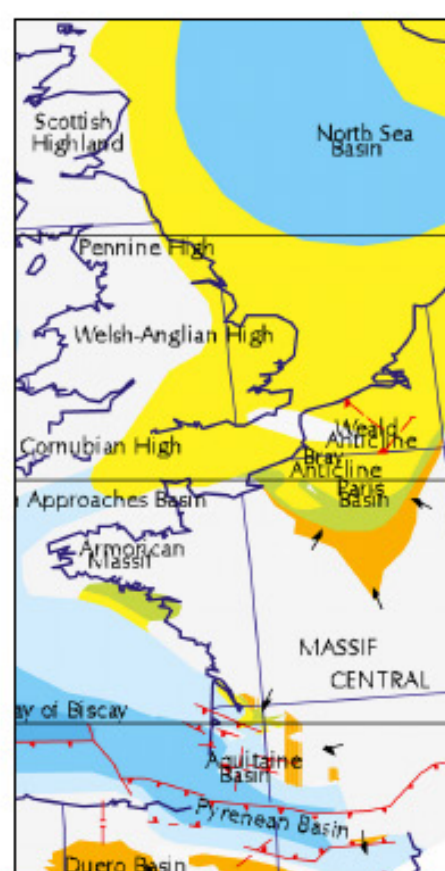 Scottish
Highland
North Sea
Basin
Pennine High
Welsh-Anglian High
Weald
Anticline
Cornubian High
Bray
Anticline
Paris
Basin
Approaches Basin
Armorican
Massif
MASSIF
CENTRAL
ay of Biscay
Aquitaine
Basin
Pyrenean Basin
Duero Basin